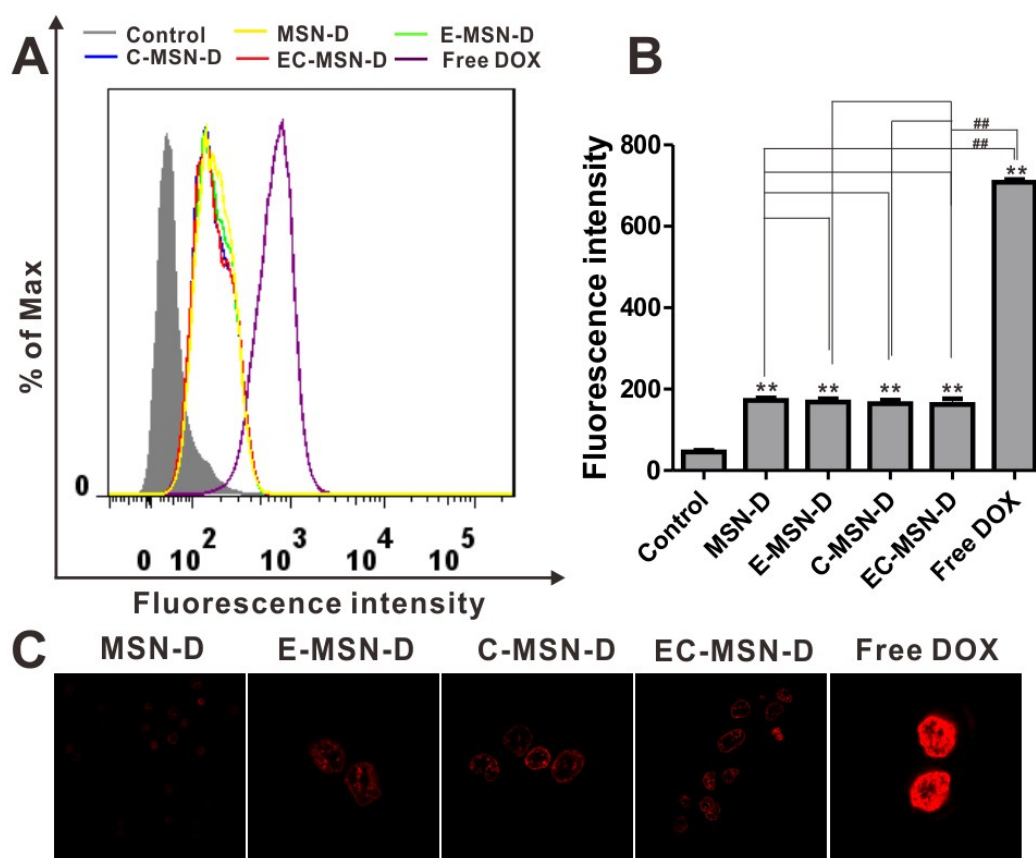 A
Control MSN-D E-MSN-D
C-MSN-D EC-MSN-D Free DOX
% of Max
0
0 10^2 10^3 10^4 10^5
Fluorescence intensity
B
Fluorescence intensity
800
600
400
200
0
##
##
**
** ** ** **
Control MSN-D E-MSN-D C-MSN-D EC-MSN-D Free DOX
C
MSN-D E-MSN-D C-MSN-D EC-MSN-D Free DOX